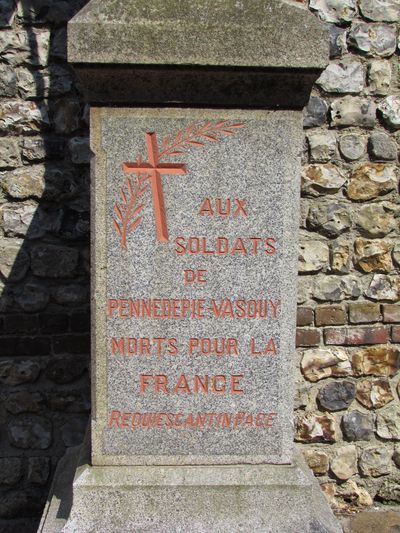 AUX
SOLDATS
DE
PENNEDEPIE-VASOUY
MORTS POUR LA
FRANCE
REQUIESCANT IN PACE